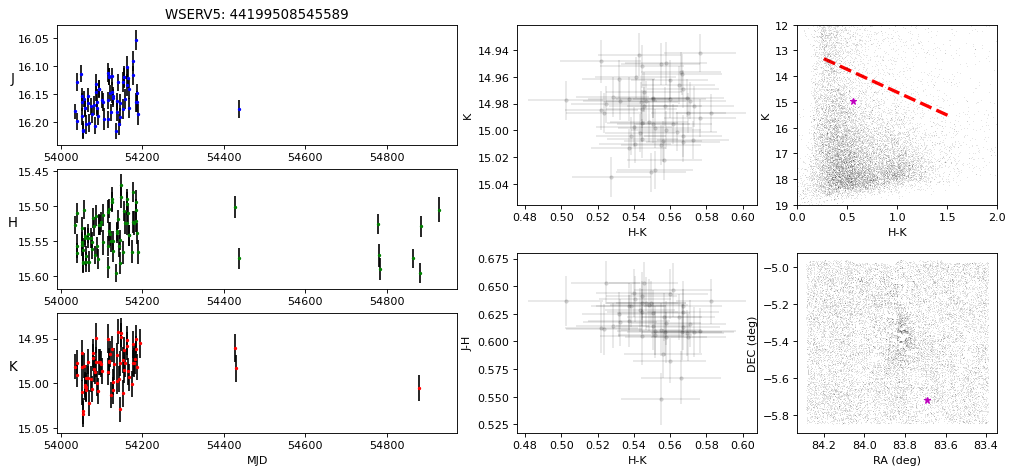 WSERV5: 44199508545589
J
16.05
16.10
16.15
16.20
54000 54200 54400 54600 54800
H
15.45
15.50
15.55
15.60
54000 54200 54400 54600 54800
K
14.95
15.00
15.05
54000 54200 54400 54600 54800
MJD
K
14.94
14.96
14.98
15.00
15.02
15.04
0.48 0.50 0.52 0.54 0.56 0.58 0.60
H-K
J-H
0.675
0.650
0.625
0.600
0.575
0.550
0.525
0.48 0.50 0.52 0.54 0.56 0.58 0.60
H-K
K
12
13
14
15
16
17
18
19
0.0 0.5 1.0 1.5 2.0
H-K
DEC (deg)
−5.0
−5.2
−5.4
−5.6
−5.8
84.2 84.0 83.8 83.6 83.4
RA (deg)